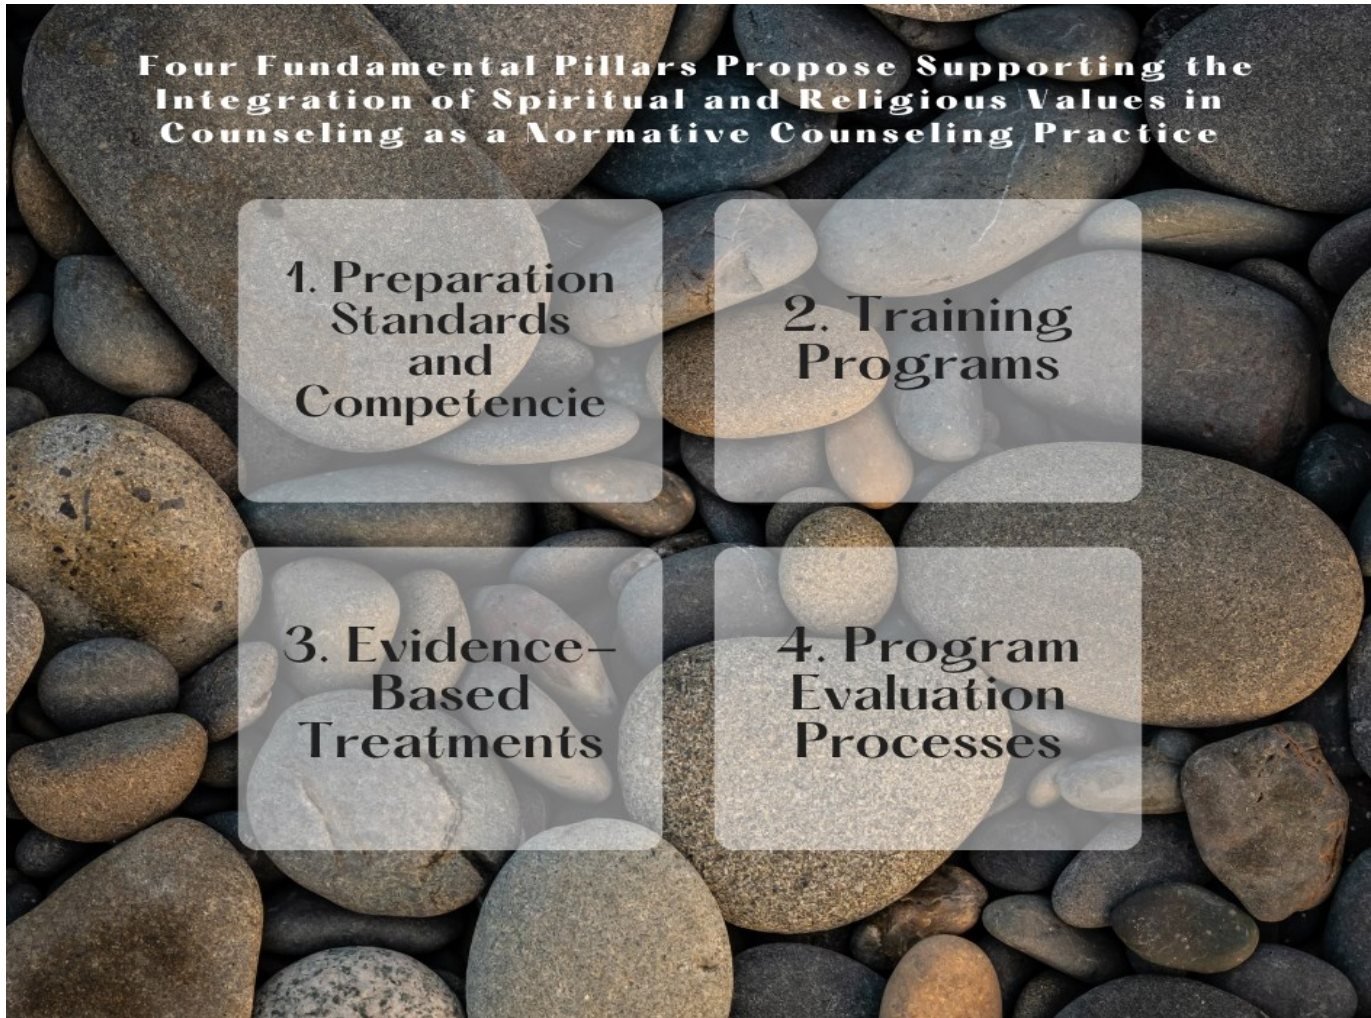 Four Fundamental Pillars Propose Supporting the
Integration of Spiritual and Religious Values in
Counseling as a Normative Counseling Practice
1. Preparation
Standards
and
Competencie
2. Training
Programs
3. Evidence-
Based
Treatments
4. Program
Evaluation
Processes